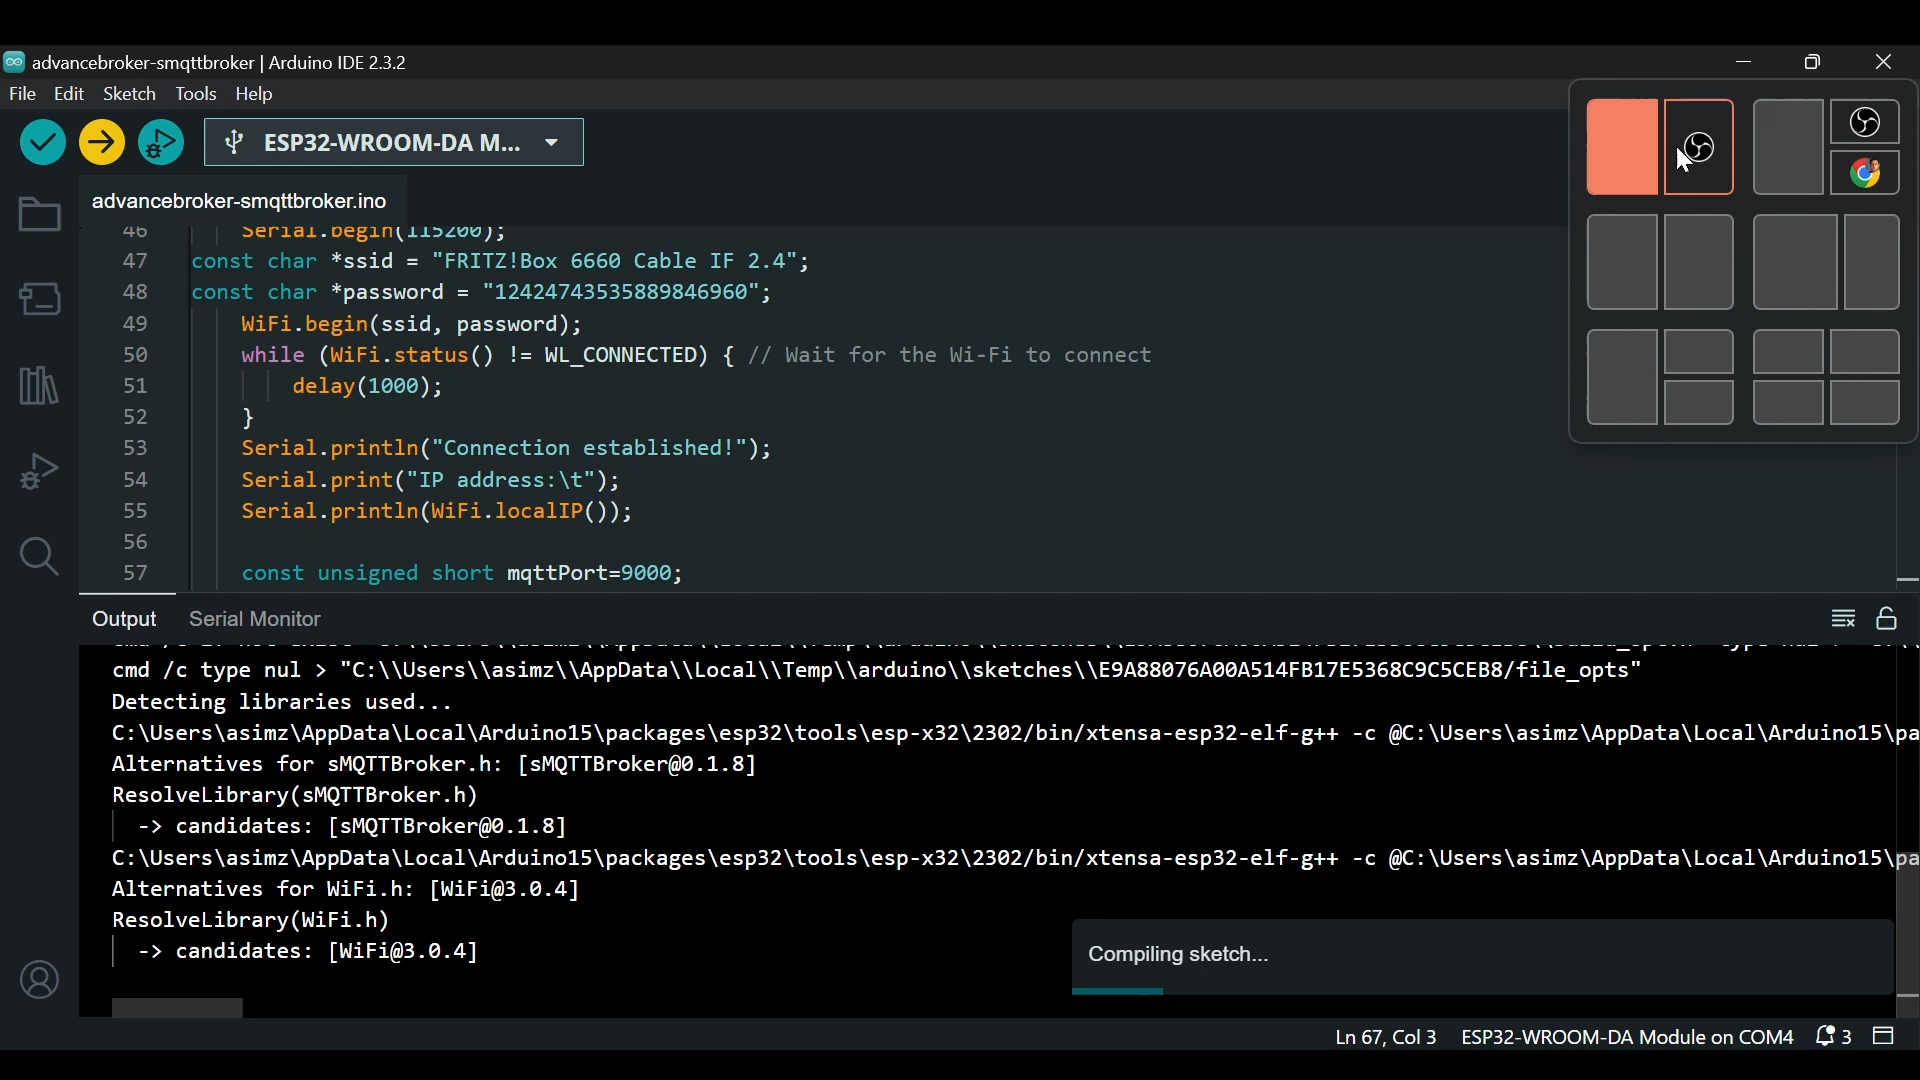 advancebroker-smqttbroker | Arduino IDE 2.3.2
File Edit Sketch Tools Help
ESP32-WROOM-DA M...
advancebroker-smqttbroker.ino
46 Serial.begin(115200);
47 const char *ssid = "FRITZ!Box 6660 Cable IF 2.4";
48 const char *password = "12424743535889846960";
49 WiFi.begin(ssid, password);
50 while (WiFi.status() != WL_CONNECTED) { // Wait for the Wi-Fi to connect
51 delay(1000);
52 }
53 Serial.println("Connection established!");
54 Serial.print("IP address:\t");
55 Serial.println(WiFi.localIP());
56
57 const unsigned short mqttPort=9000;
Output Serial Monitor
cmd /c type nul > "C:\\Users\\asimz\\AppData\\Local\\Temp\\arduino\\sketches\\E9A88076A00A514FB17E5368C9C5CEB8/file_opts"
Detecting libraries used...
C:\Users\asimz\AppData\Local\Arduino15\packages\esp32\tools\esp-x32\2302/bin/xtensa-esp32-elf-g++ -c @C:\Users\asimz\AppData\Local\Arduino15\pa
Alternatives for sMQTTBroker.h: [sMQTTBroker@0.1.8]
ResolveLibrary(sMQTTBroker.h)
-> candidates: [sMQTTBroker@0.1.8]
C:\Users\asimz\AppData\Local\Arduino15\packages\esp32\tools\esp-x32\2302/bin/xtensa-esp32-elf-g++ -c @C:\Users\asimz\AppData\Local\Arduino15\pa
Alternatives for WiFi.h: [WiFi@3.0.4]
ResolveLibrary(WiFi.h)
-> candidates: [WiFi@3.0.4]
Compiling sketch...
Ln 67, Col 3 ESP32-WROOM-DA Module on COM4 3